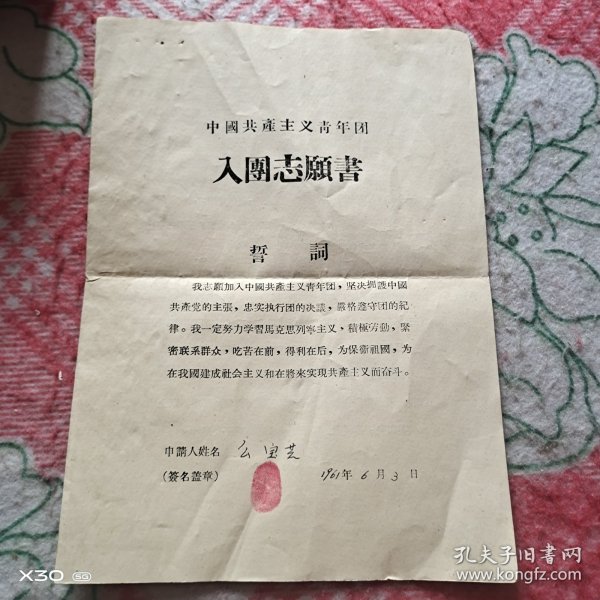 中國共產主义青年团
入團志願書
誓詞
我志願加入中國共產主义青年团，坚决擁護中國
共產党的主張，忠实执行团的决議，嚴格遵守团的紀
律。我一定努力学習馬克思列宁主义，積極劳動，緊
密联系群众，吃苦在前，得利在后，为保衛祖國，为
在我國建成社会主义和在將來实現共產主义而奋斗。
申請人姓名 么宝芝
(簽名蓋章) 1961年6月3日
孔夫子旧書网
www.kongfz.com
X30 5G